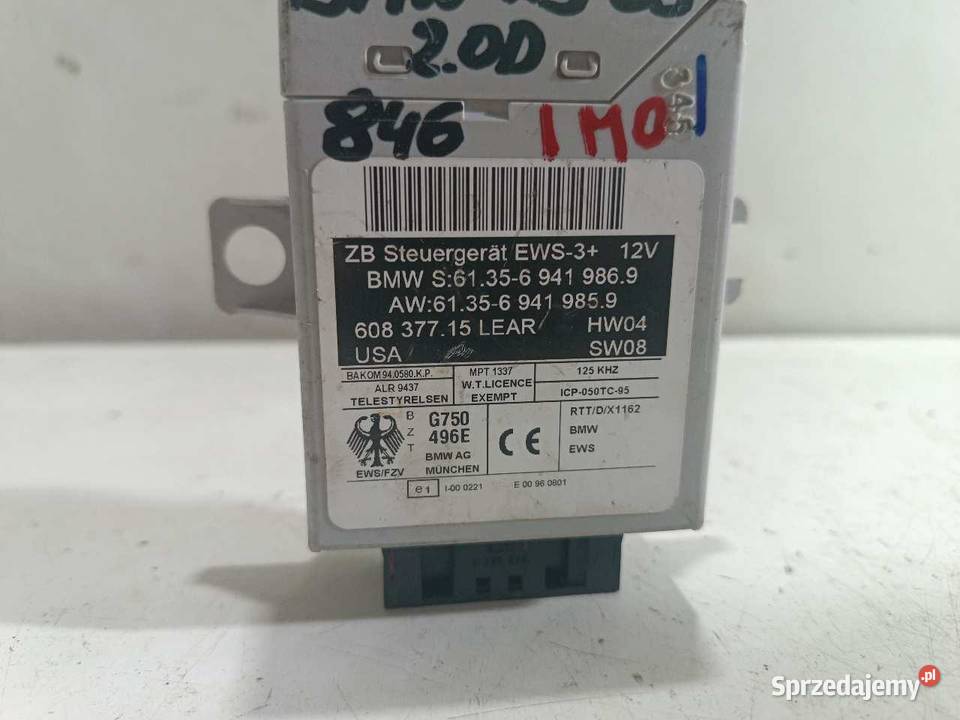 2.0D
846 IMO
345
ZB Steuergerät EWS-3+ 12V
BMW S:61.35-6 941 986.9
AW:61.35-6 941 985.9
608 377.15 LEAR HW04
USA SW08
BAKOM94.0580.K.P. MPT 1337 125 KHZ
ALR 9437 W.T.LICENCE ICP-050TC-95
TELESTYRELSEN EXEMPT
B Z T G750 RTT/D/X1162
496E CE BMW
BMW AG EWS
EWS/FZV MÜNCHEN
e1 I-00 0221 E 00 96 0801
Sprzedajemy.pl